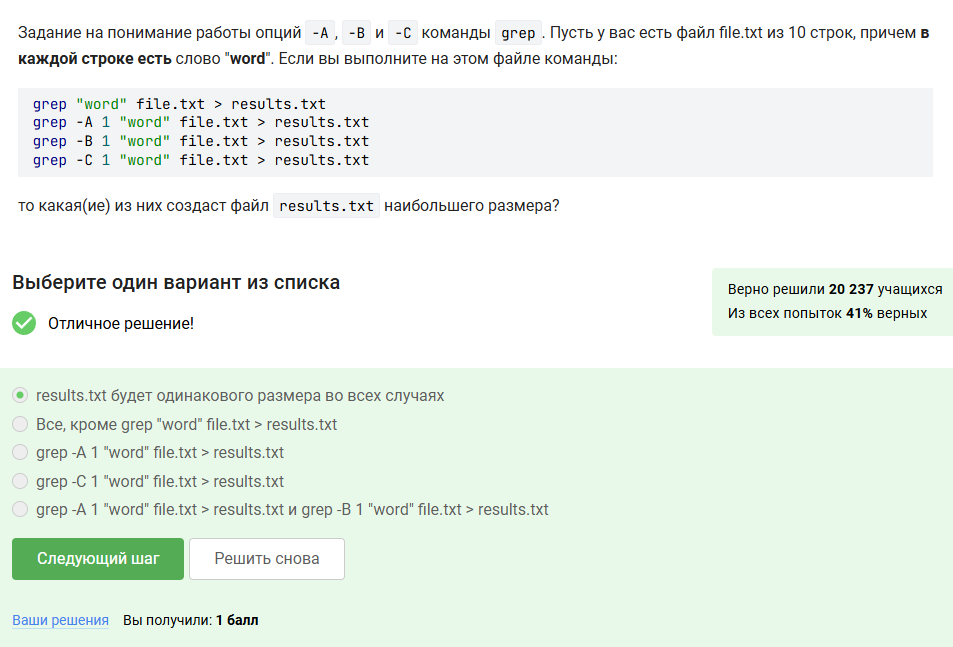 Задание на понимание работы опций -A, -B и -C команды grep. Пусть у вас есть файл file.txt из 10 строк, причем в
каждой строке есть слово "word". Если вы выполните на этом файле команды:
grep "word" file.txt > results.txt
grep -A 1 "word" file.txt > results.txt
grep -B 1 "word" file.txt > results.txt
grep -C 1 "word" file.txt > results.txt
то какая(ие) из них создаст файл results.txt наибольшего размера?
Выберите один вариант из списка
Отличное решение!
Верно решили 20 237 учащихся
Из всех попыток 41% верных
results.txt будет одинакового размера во всех случаях
Все, кроме grep "word" file.txt > results.txt
grep -A 1 "word" file.txt > results.txt
grep -C 1 "word" file.txt > results.txt
grep -A 1 "word" file.txt > results.txt и grep -B 1 "word" file.txt > results.txt
Следующий шаг
Решить снова
Ваши решения Вы получили: 1 балл